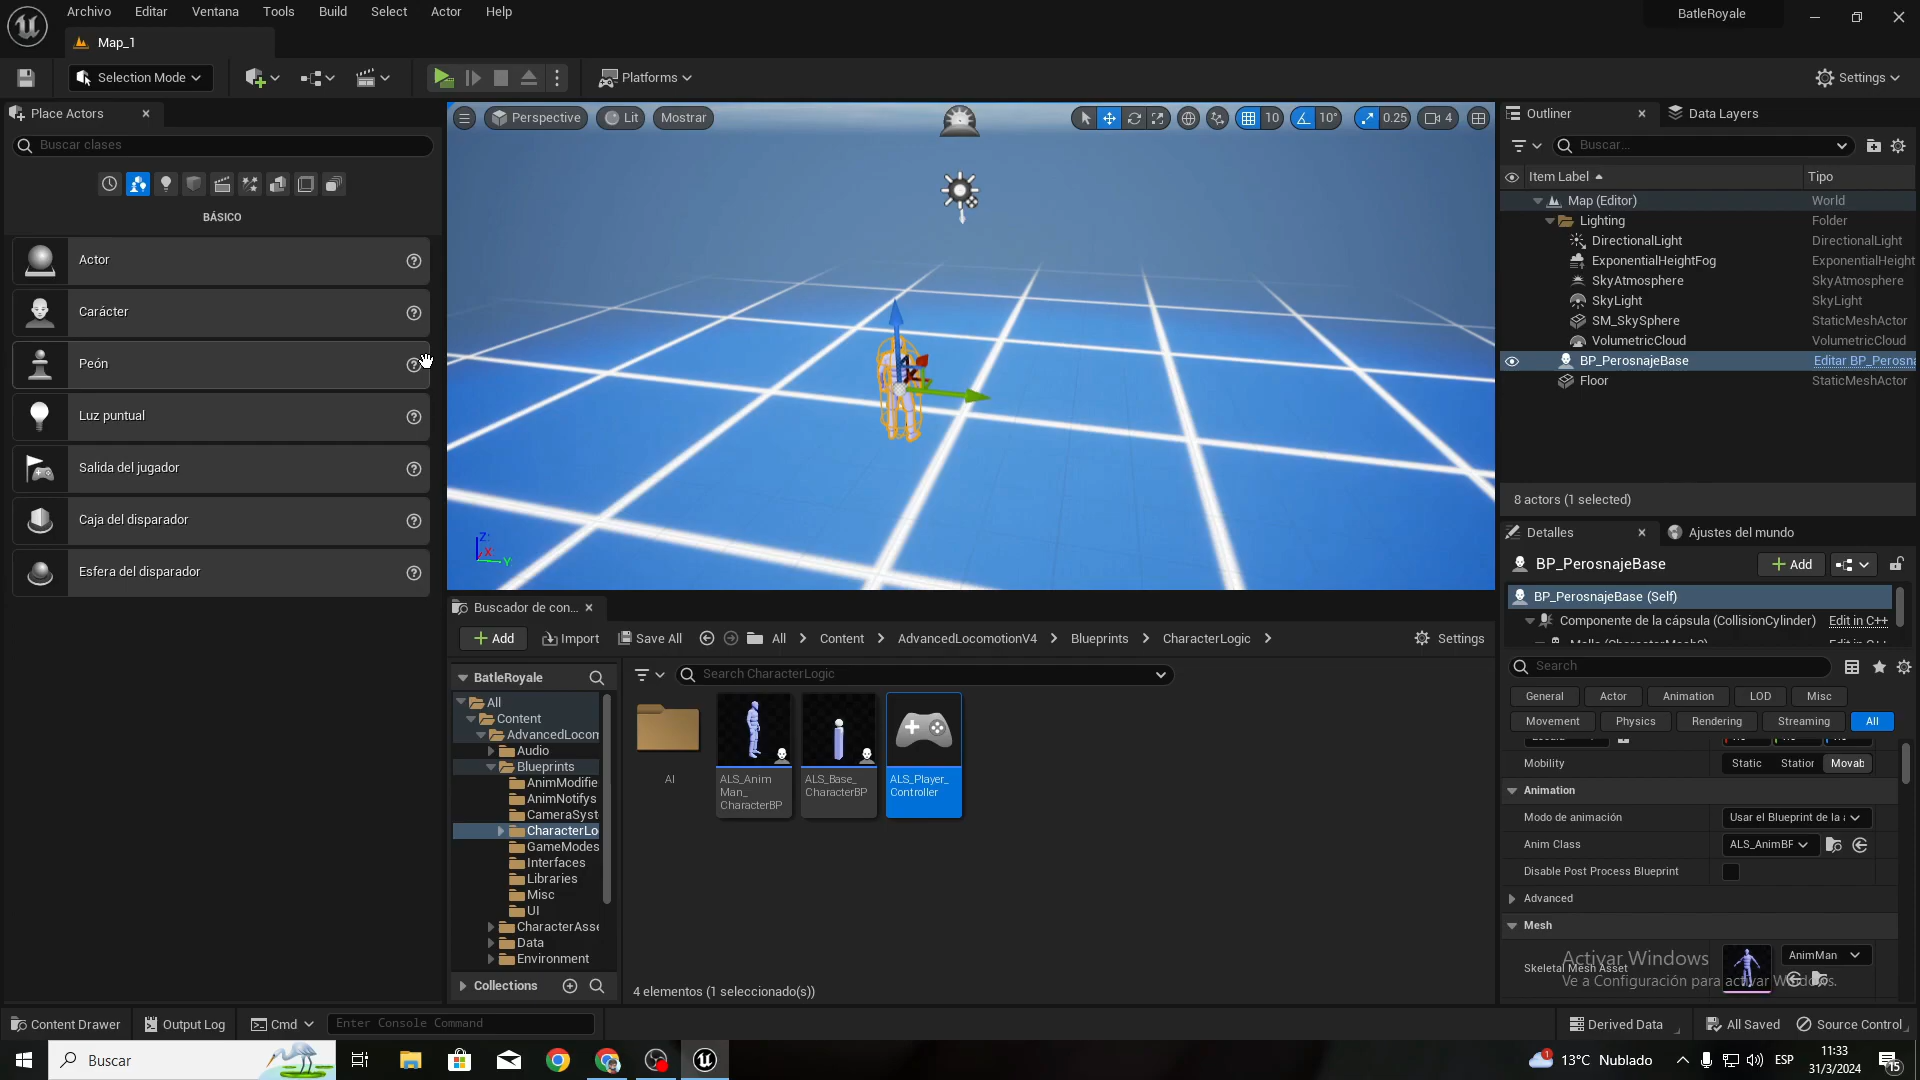 Archivo
Editar
Ventana
Tools
Build
Select
Actor
Help
BatleRoyale
Map_1
Selection Mode
Platforms
Settings
Place Actors
Buscar clases
BÁSICO
Actor
Carácter
Peón
Luz puntual
Salida del jugador
Caja del disparador
Esfera del disparador
Perspective
Lit
Mostrar
10
10°
0.25
4
Z:
X
Y
Outliner
Data Layers
Buscar...
Item Label
Tipo
Map (Editor)
World
Lighting
Folder
DirectionalLight
DirectionalLight
ExponentialHeightFog
ExponentialHeight
SkyAtmosphere
SkyAtmosphere
SkyLight
SkyLight
SM_SkySphere
StaticMeshActor
VolumetricCloud
VolumetricCloud
BP_PerosnajeBase
Editar BP_Perosna
Floor
StaticMeshActor
8 actors (1 selected)
Detalles
Ajustes del mundo
BP_PerosnajeBase
Add
BP_PerosnajeBase (Self)
Componente de la cápsula (CollisionCylinder)
Edit in C++
Search
General
Actor
Animation
LOD
Misc
Movement
Physics
Rendering
Streaming
All
Mobility
Static
Station
Movab
Animation
Modo de animación
Usar el Blueprint de la
Anim Class
ALS_AnimBF
Disable Post Process Blueprint
Advanced
Mesh
Skeletal Mesh Asset
AnimMan
Activar Windows
Ve a Configuración para activar Windows.
Buscador de con...
Add
Import
Save All
All
Content
AdvancedLocomotionV4
Blueprints
CharacterLogic
Settings
BatleRoyale
Search CharacterLogic
All
Content
AdvancedLocom
Audio
Blueprints
AnimModifie
AnimNotifys
CameraSyst
CharacterLo
GameModes
Interfaces
Libraries
Misc
UI
CharacterAsse
Data
Environment
AI
ALS_Anim
Man_
CharacterBP
ALS_Base_
CharacterBP
ALS_Player_
Controller
Collections
4 elementos (1 seleccionado(s))
Content Drawer
Output Log
Cmd
Enter Console Command
Derived Data
All Saved
Source Control
Buscar
1
13°C
Nublado
ESP
11:33
31/3/2024
15